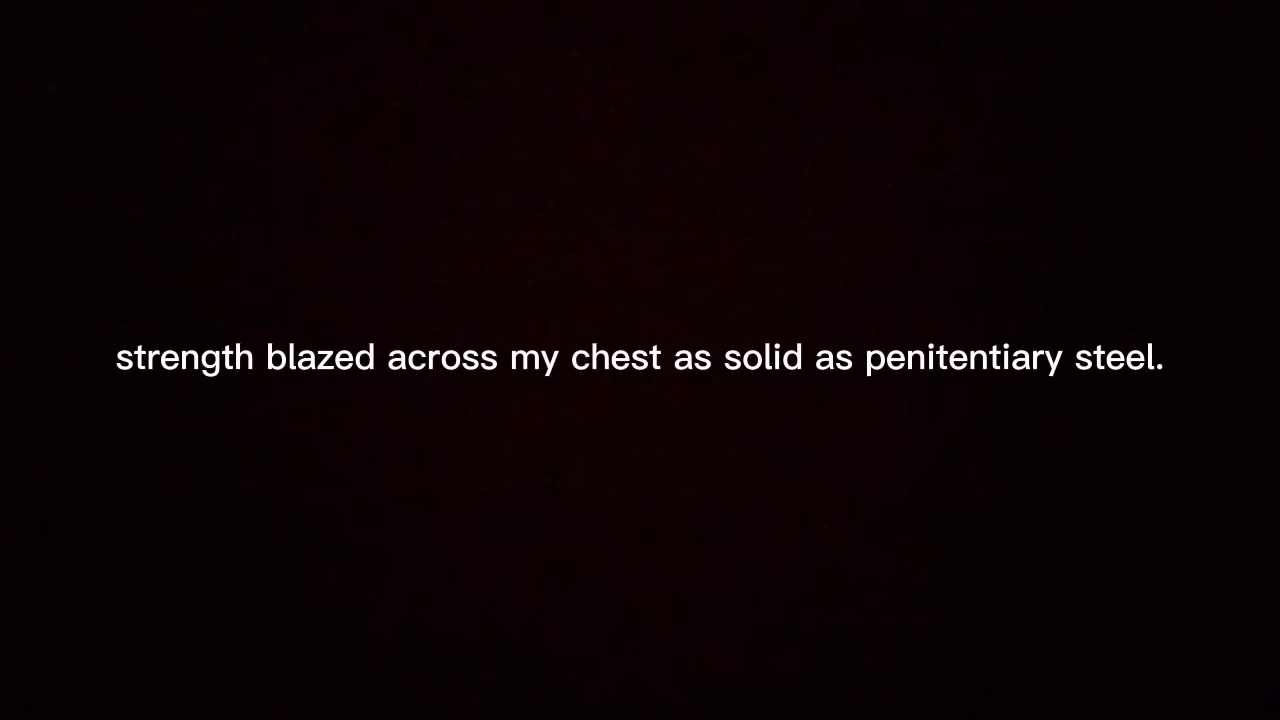 strength blazed across my chest as solid as penitentiary steel.